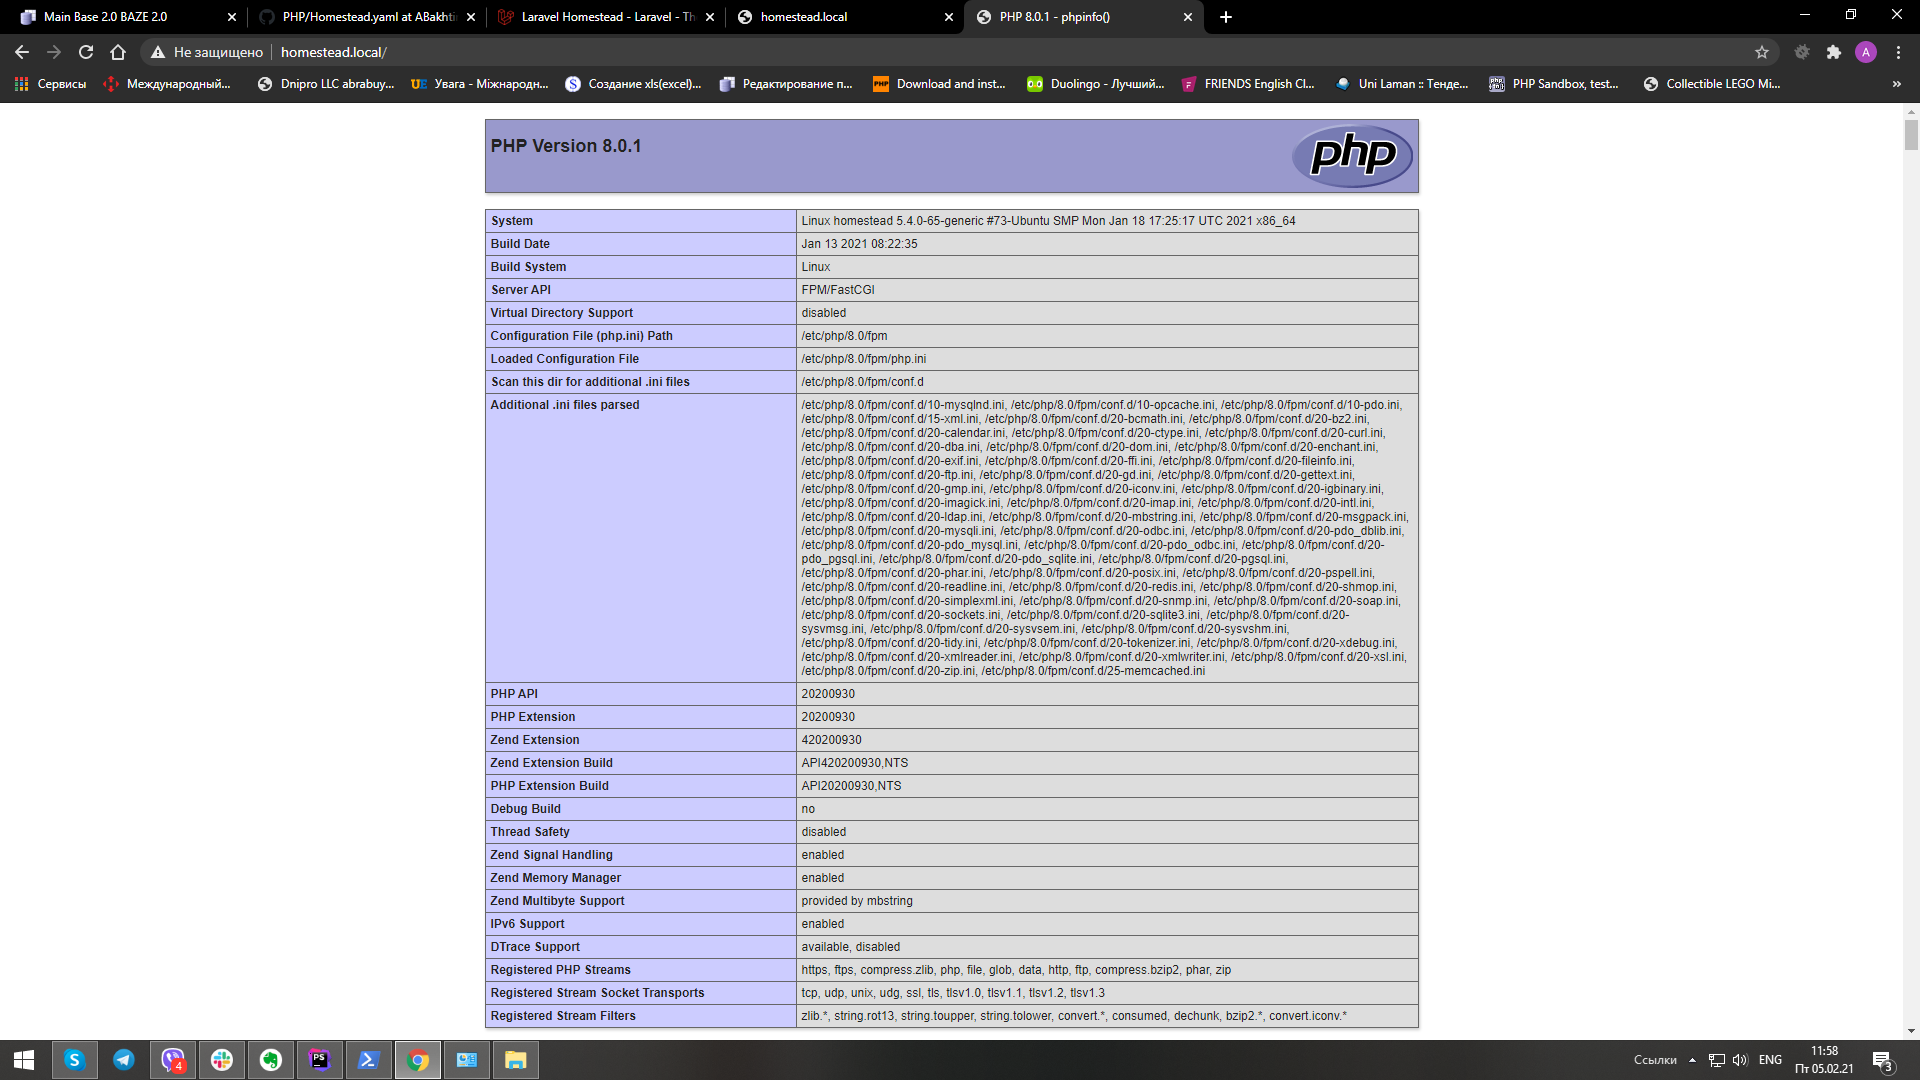 Main Base 2.0 BAZE 2.0
PHP/Homestead.yaml at ABakhti
Laravel Homestead - Laravel - Th
homestead.local
PHP 8.0.1 - phpinfo()
Не защищено
homestead.local/
A
Сервисы
Международный...
Dnipro LLC abrabuy...
Увага - Міжнародн...
Создание xls(excel)...
Редактирование п...
Download and inst...
Duolingo - Лучший...
FRIENDS English Cl...
Uni Laman :: Тенде...
PHP Sandbox, test...
Collectible LEGO Mi...
»
PHP Version 8.0.1
php
System Linux homestead 5.4.0-65-generic #73-Ubuntu SMP Mon Jan 18 17:25:17 UTC 2021 x86_64
Build Date Jan 13 2021 08:22:35
Build System Linux
Server API FPM/FastCGI
Virtual Directory Support disabled
Configuration File (php.ini) Path /etc/php/8.0/fpm
Loaded Configuration File /etc/php/8.0/fpm/php.ini
Scan this dir for additional .ini files /etc/php/8.0/fpm/conf.d
Additional .ini files parsed /etc/php/8.0/fpm/conf.d/10-mysqlnd.ini, /etc/php/8.0/fpm/conf.d/10-opcache.ini, /etc/php/8.0/fpm/conf.d/10-pdo.ini,
/etc/php/8.0/fpm/conf.d/15-xml.ini, /etc/php/8.0/fpm/conf.d/20-bcmath.ini, /etc/php/8.0/fpm/conf.d/20-bz2.ini,
/etc/php/8.0/fpm/conf.d/20-calendar.ini, /etc/php/8.0/fpm/conf.d/20-ctype.ini, /etc/php/8.0/fpm/conf.d/20-curl.ini,
/etc/php/8.0/fpm/conf.d/20-dba.ini, /etc/php/8.0/fpm/conf.d/20-dom.ini, /etc/php/8.0/fpm/conf.d/20-enchant.ini,
/etc/php/8.0/fpm/conf.d/20-exif.ini, /etc/php/8.0/fpm/conf.d/20-ffi.ini, /etc/php/8.0/fpm/conf.d/20-fileinfo.ini,
/etc/php/8.0/fpm/conf.d/20-ftp.ini, /etc/php/8.0/fpm/conf.d/20-gd.ini, /etc/php/8.0/fpm/conf.d/20-gettext.ini,
/etc/php/8.0/fpm/conf.d/20-gmp.ini, /etc/php/8.0/fpm/conf.d/20-iconv.ini, /etc/php/8.0/fpm/conf.d/20-igbinary.ini,
/etc/php/8.0/fpm/conf.d/20-imagick.ini, /etc/php/8.0/fpm/conf.d/20-imap.ini, /etc/php/8.0/fpm/conf.d/20-intl.ini,
/etc/php/8.0/fpm/conf.d/20-ldap.ini, /etc/php/8.0/fpm/conf.d/20-mbstring.ini, /etc/php/8.0/fpm/conf.d/20-msgpack.ini,
/etc/php/8.0/fpm/conf.d/20-mysqli.ini, /etc/php/8.0/fpm/conf.d/20-odbc.ini, /etc/php/8.0/fpm/conf.d/20-pdo_dblib.ini,
/etc/php/8.0/fpm/conf.d/20-pdo_mysql.ini, /etc/php/8.0/fpm/conf.d/20-pdo_odbc.ini, /etc/php/8.0/fpm/conf.d/20-
pdo_pgsql.ini, /etc/php/8.0/fpm/conf.d/20-pdo_sqlite.ini, /etc/php/8.0/fpm/conf.d/20-pgsql.ini,
/etc/php/8.0/fpm/conf.d/20-phar.ini, /etc/php/8.0/fpm/conf.d/20-posix.ini, /etc/php/8.0/fpm/conf.d/20-pspell.ini,
/etc/php/8.0/fpm/conf.d/20-readline.ini, /etc/php/8.0/fpm/conf.d/20-redis.ini, /etc/php/8.0/fpm/conf.d/20-shmop.ini,
/etc/php/8.0/fpm/conf.d/20-simplexml.ini, /etc/php/8.0/fpm/conf.d/20-snmp.ini, /etc/php/8.0/fpm/conf.d/20-soap.ini,
/etc/php/8.0/fpm/conf.d/20-sockets.ini, /etc/php/8.0/fpm/conf.d/20-sqlite3.ini, /etc/php/8.0/fpm/conf.d/20-
sysvmsg.ini, /etc/php/8.0/fpm/conf.d/20-sysvsem.ini, /etc/php/8.0/fpm/conf.d/20-sysvshm.ini,
/etc/php/8.0/fpm/conf.d/20-tidy.ini, /etc/php/8.0/fpm/conf.d/20-tokenizer.ini, /etc/php/8.0/fpm/conf.d/20-xdebug.ini,
/etc/php/8.0/fpm/conf.d/20-xmlreader.ini, /etc/php/8.0/fpm/conf.d/20-xmlwriter.ini, /etc/php/8.0/fpm/conf.d/20-xsl.ini,
/etc/php/8.0/fpm/conf.d/20-zip.ini, /etc/php/8.0/fpm/conf.d/25-memcached.ini
PHP API 20200930
PHP Extension 20200930
Zend Extension 420200930
Zend Extension Build API420200930,NTS
PHP Extension Build API20200930,NTS
Debug Build no
Thread Safety disabled
Zend Signal Handling enabled
Zend Memory Manager enabled
Zend Multibyte Support provided by mbstring
IPv6 Support enabled
DTrace Support available, disabled
Registered PHP Streams https, ftps, compress.zlib, php, file, glob, data, http, ftp, compress.bzip2, phar, zip
Registered Stream Socket Transports tcp, udp, unix, udg, ssl, tls, tlsv1.0, tlsv1.1, tlsv1.2, tlsv1.3
Registered Stream Filters zlib.*, string.rot13, string.toupper, string.tolower, convert.*, consumed, dechunk, bzip2.*, convert.iconv.*
4
PS
Ссылки
ENG
11:58
Пт 05.02.21
3